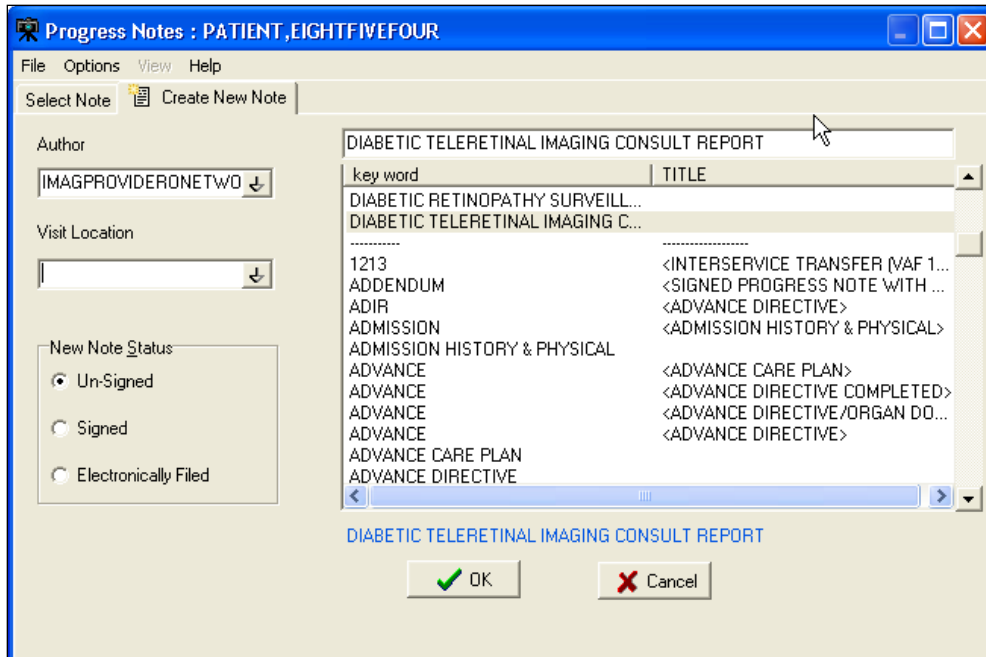 Progress Notes : PATIENT,EIGHTFIVEFOUR
File Options View Help
Select Note Create New Note
Author
IMAGPROVIDERONETWO
Visit Location
New Note Status
Un-Signed
Signed
Electronically Filed
DIABETIC TELERETINAL IMAGING CONSULT REPORT
key word TITLE
DIABETIC RETINOPATHY SURVEILL...
DIABETIC TELERETINAL IMAGING C...
----------- -------------------
1213 <INTERSERVICE TRANSFER (VAF 1...
ADDENDUM <SIGNED PROGRESS NOTE WITH ...
ADIR <ADVANCE DIRECTIVE>
ADMISSION <ADMISSION HISTORY & PHYSICAL>
ADMISSION HISTORY & PHYSICAL
ADVANCE <ADVANCE CARE PLAN>
ADVANCE <ADVANCE DIRECTIVE COMPLETED>
ADVANCE <ADVANCE DIRECTIVE/ORGAN DO...
ADVANCE <ADVANCE DIRECTIVE>
ADVANCE CARE PLAN
ADVANCE DIRECTIVE
DIABETIC TELERETINAL IMAGING CONSULT REPORT
OK Cancel